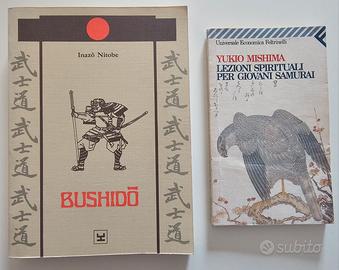 Inazō Nitobe
武士道
武士道
武士道
武士道
武士道
武士道
BUSHIDŌ
Universale Economica Feltrinelli
YUKIO MISHIMA
LEZIONI SPIRITUALI
PER GIOVANI SAMURAI
subito